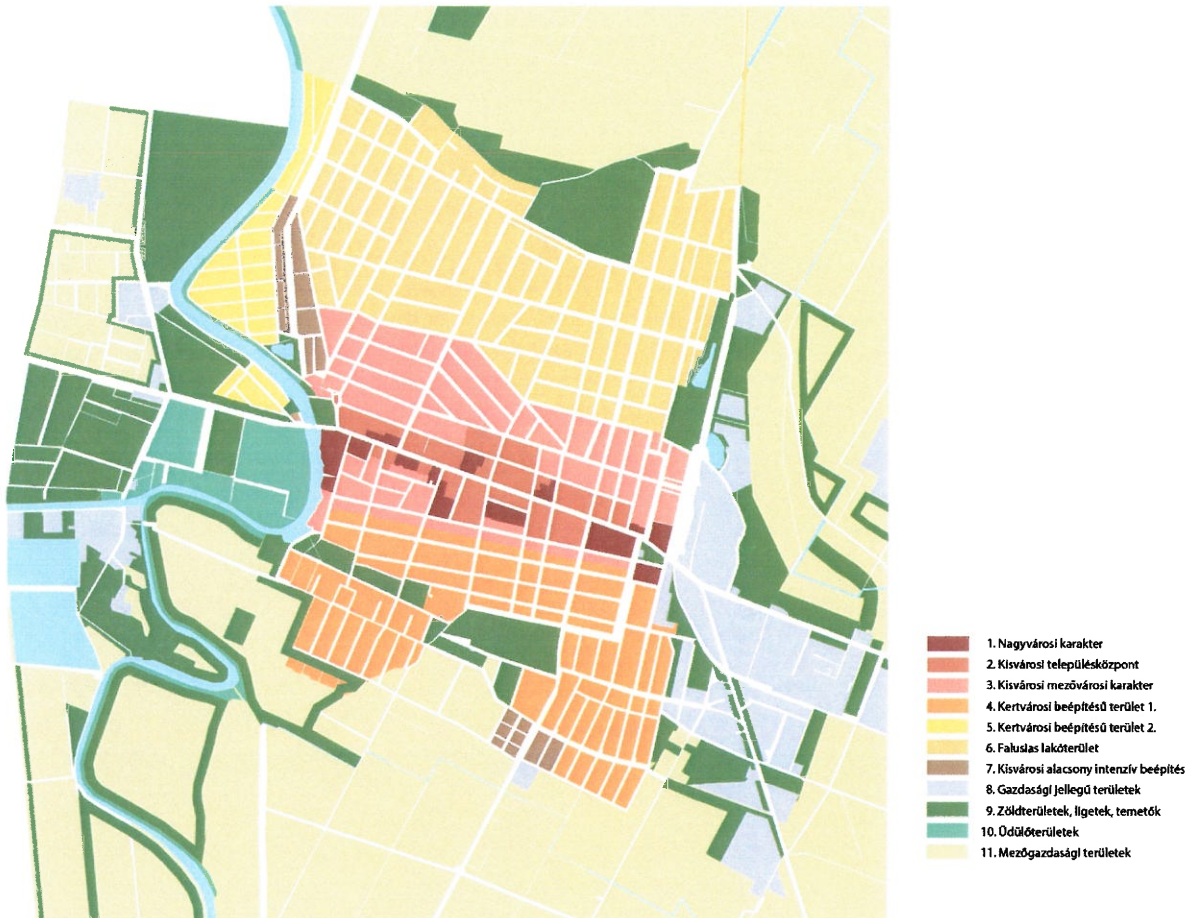 1. Nagyvárosi karakter
2. Kisvárosi településközpont
3. Kisvárosi mezővárosi karakter
4. Kertvárosi beépítésű terület 1.
5. Kertvárosi beépítésű terület 2.
6. Falusias lakóterület
7. Kisvárosi alacsony intenzív beépítés
8. Gazdasági jellegű területek
9. Zöldterületek, ligetek, temetők
10. Üdülőterületek
11. Mezőgazdasági területek